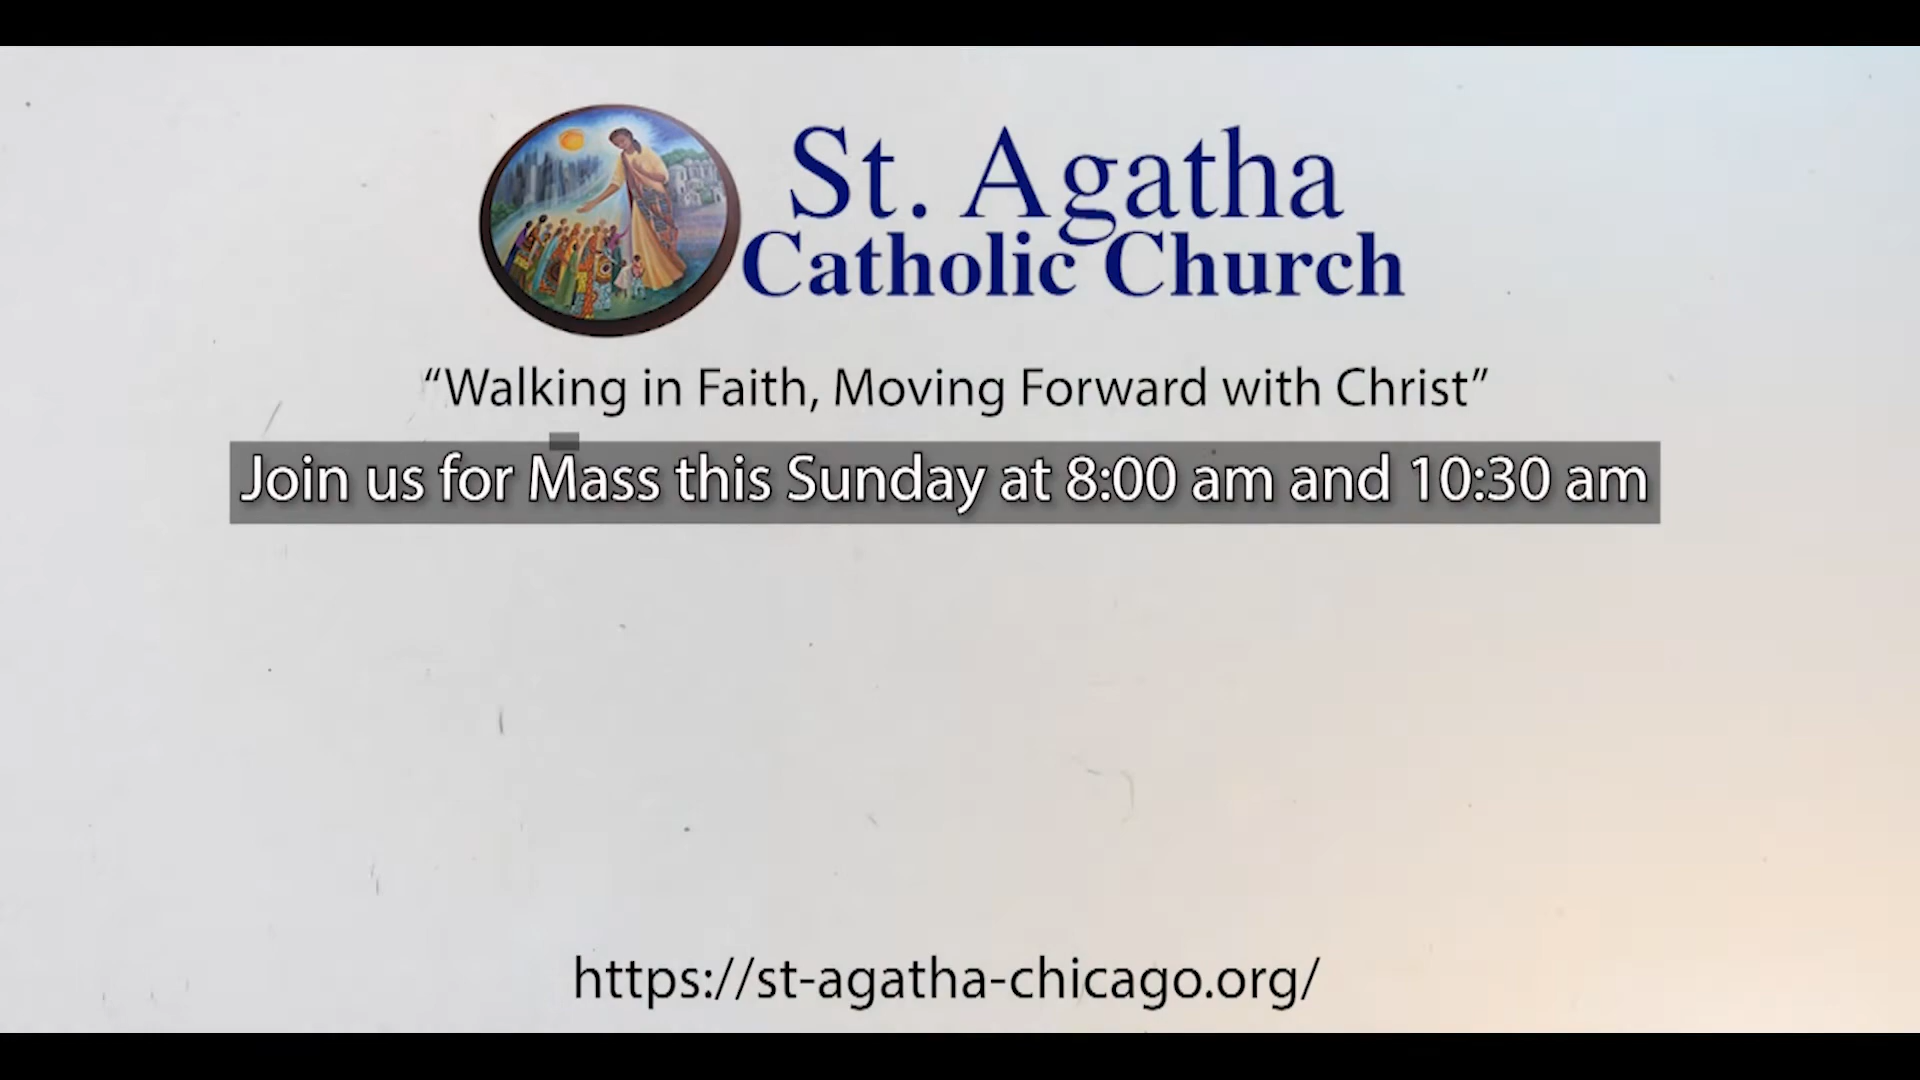 St. Agatha
Catholic Church
“Walking in Faith, Moving Forward with Christ”
Join us for Mass this Sunday at 8:00 am and 10:30 am
https://st-agatha-chicago.org/